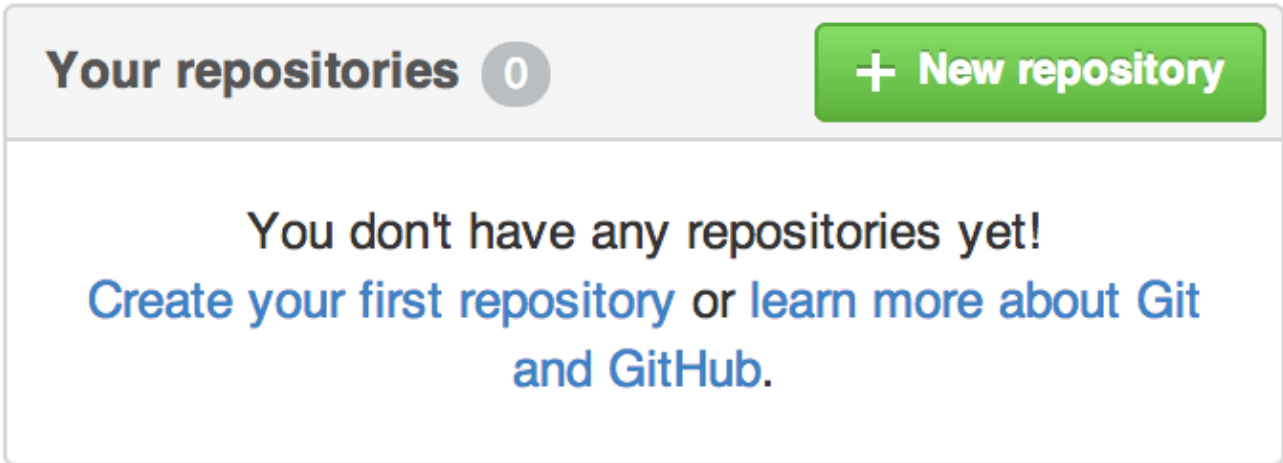 Your repositories 0
+ New repository
You don't have any repositories yet!
Create your first repository or learn more about Git
and GitHub.